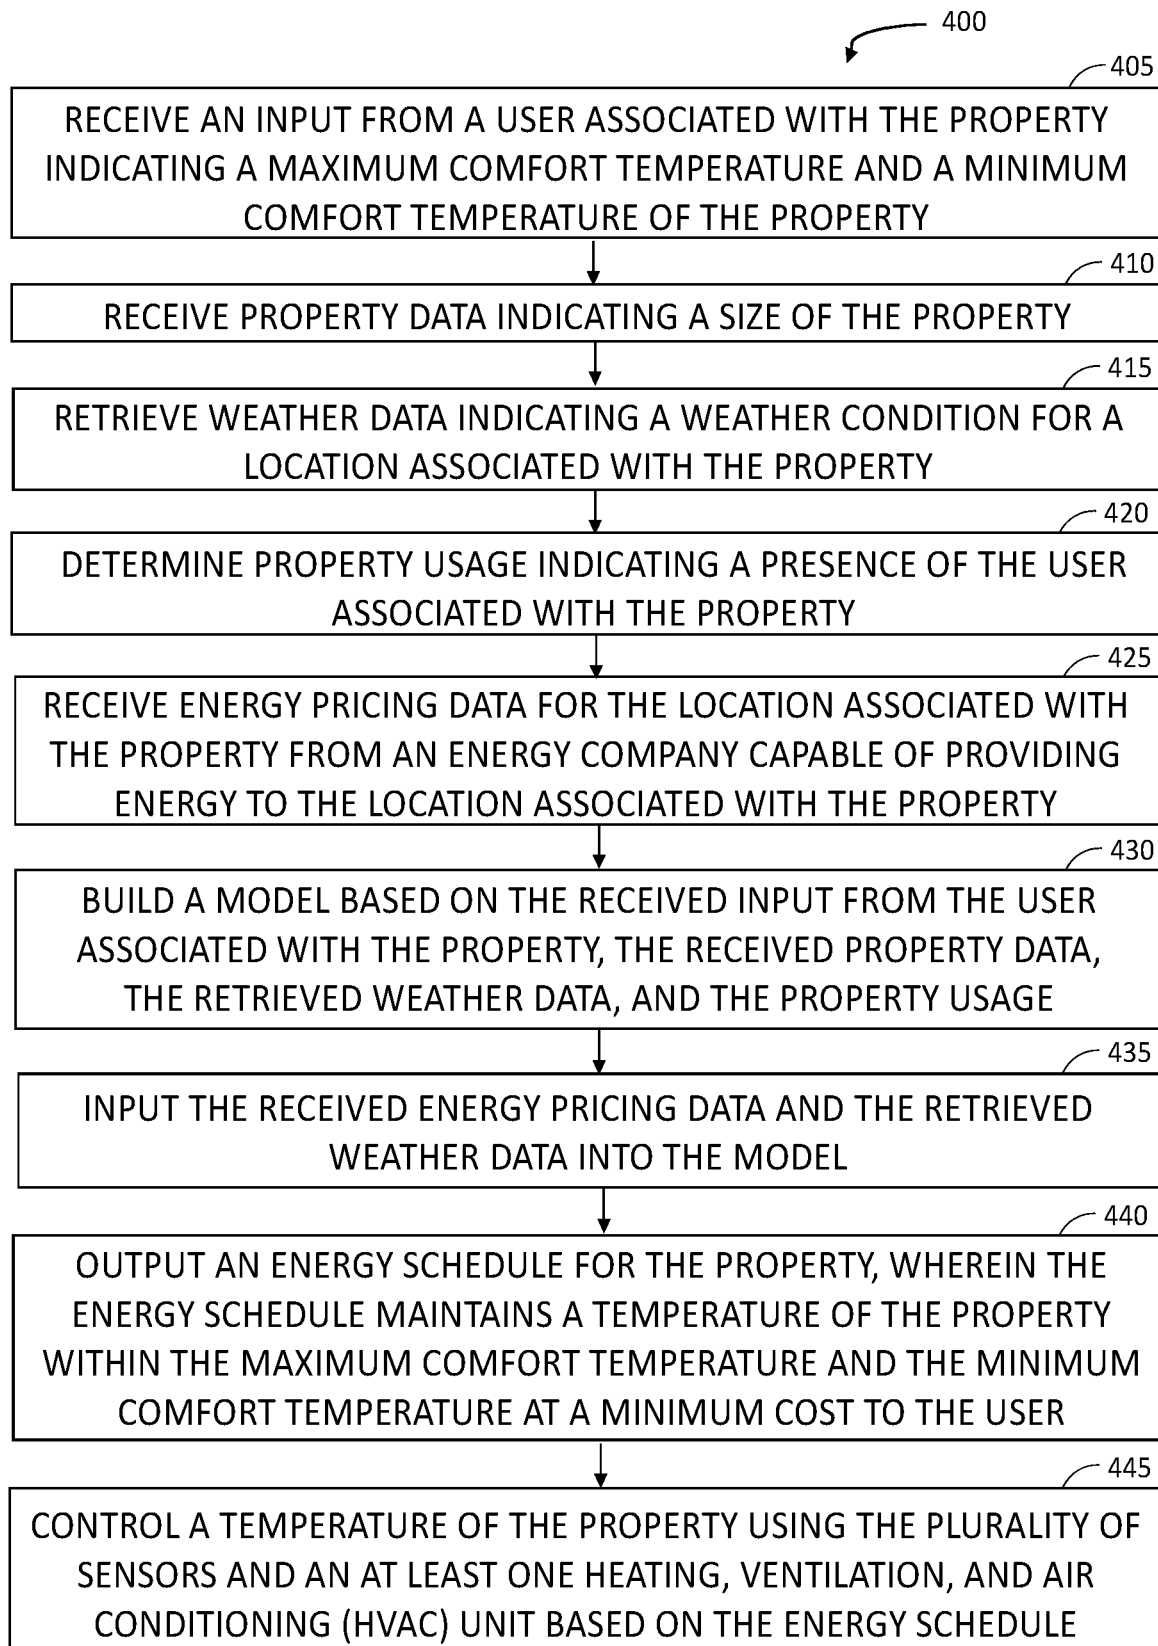 400
405
RECEIVE AN INPUT FROM A USER ASSOCIATED WITH THE PROPERTY
INDICATING A MAXIMUM COMFORT TEMPERATURE AND A MINIMUM
COMFORT TEMPERATURE OF THE PROPERTY
410
RECEIVE PROPERTY DATA INDICATING A SIZE OF THE PROPERTY
415
RETRIEVE WEATHER DATA INDICATING A WEATHER CONDITION FOR A
LOCATION ASSOCIATED WITH THE PROPERTY
420
DETERMINE PROPERTY USAGE INDICATING A PRESENCE OF THE USER
ASSOCIATED WITH THE PROPERTY
425
RECEIVE ENERGY PRICING DATA FOR THE LOCATION ASSOCIATED WITH
THE PROPERTY FROM AN ENERGY COMPANY CAPABLE OF PROVIDING
ENERGY TO THE LOCATION ASSOCIATED WITH THE PROPERTY
430
BUILD A MODEL BASED ON THE RECEIVED INPUT FROM THE USER
ASSOCIATED WITH THE PROPERTY, THE RECEIVED PROPERTY DATA,
THE RETRIEVED WEATHER DATA, AND THE PROPERTY USAGE
435
INPUT THE RECEIVED ENERGY PRICING DATA AND THE RETRIEVED
WEATHER DATA INTO THE MODEL
440
OUTPUT AN ENERGY SCHEDULE FOR THE PROPERTY, WHEREIN THE
ENERGY SCHEDULE MAINTAINS A TEMPERATURE OF THE PROPERTY
WITHIN THE MAXIMUM COMFORT TEMPERATURE AND THE MINIMUM
COMFORT TEMPERATURE AT A MINIMUM COST TO THE USER
445
CONTROL A TEMPERATURE OF THE PROPERTY USING THE PLURALITY OF
SENSORS AND AN AT LEAST ONE HEATING, VENTILATION, AND AIR
CONDITIONING (HVAC) UNIT BASED ON THE ENERGY SCHEDULE